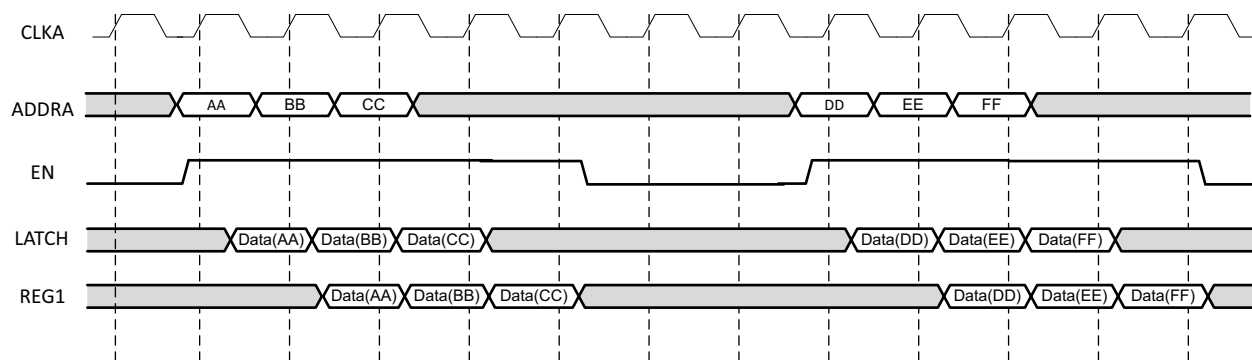 CLKA
ADDRA AA BB CC DD EE FF
EN
LATCH Data(AA) Data(BB) Data(CC) Data(DD) Data(EE) Data(FF)
REG1 Data(AA) Data(BB) Data(CC) Data(DD) Data(EE) Data(FF)